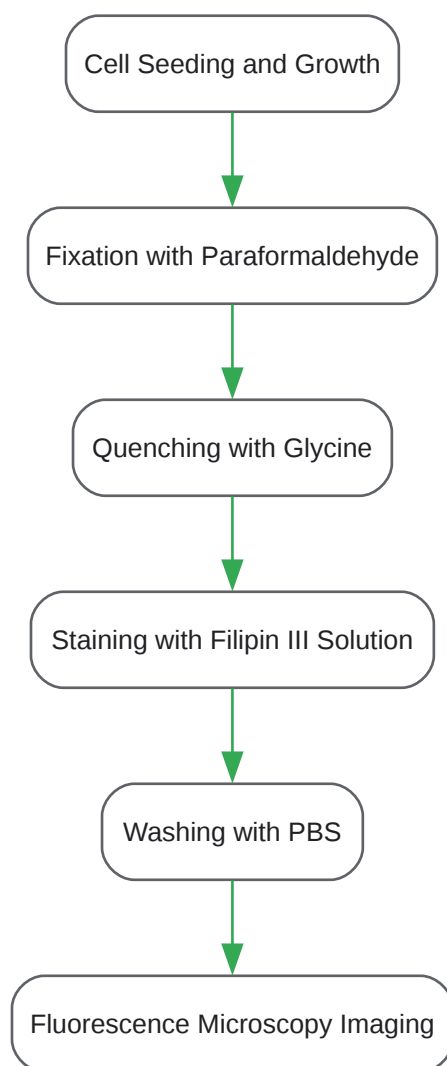 Cell Seeding and Growth
Fixation with Paraformaldehyde
Quenching with Glycine
Staining with Filipin III Solution
Washing with PBS
Fluorescence Microscopy Imaging